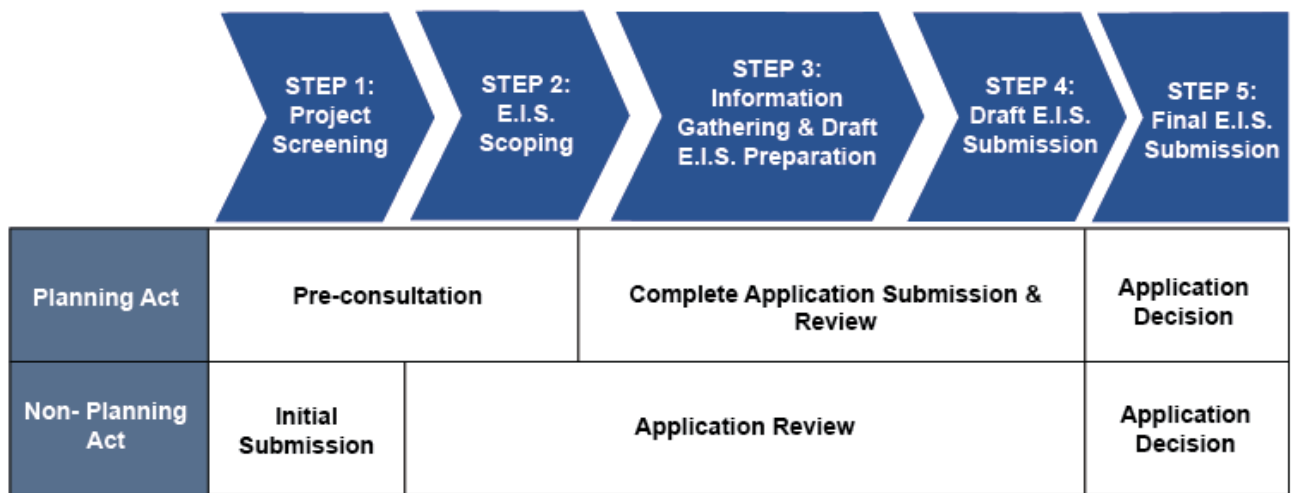 STEP 1:
Project
Screening
STEP 2:
E.I.S.
Scoping
STEP 3:
Information
Gathering & Draft
E.I.S. Preparation
STEP 4:
Draft E.I.S.
Submission
STEP 5:
Final E.I.S.
Submission
Planning Act
Pre-consultation
Complete Application Submission &
Review
Application
Decision
Non- Planning
Act
Initial
Submission
Application Review
Application
Decision